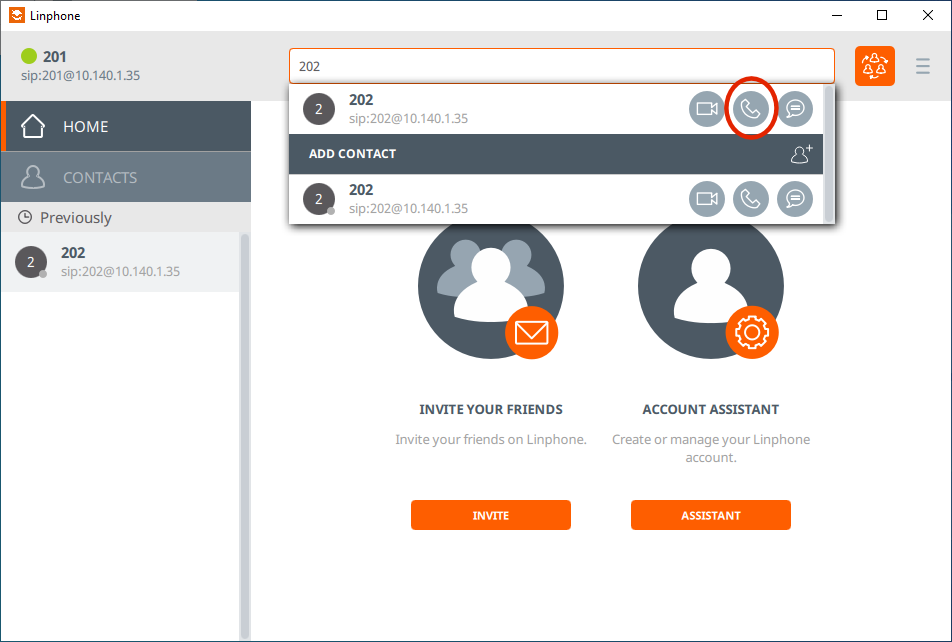 Linphone
201
sip:201@10.140.1.35
202
2
202
sip:202@10.140.1.35
ADD CONTACT
2
202
sip:202@10.140.1.35
HOME
CONTACTS
Previously
2
202
sip:202@10.140.1.35
INVITE YOUR FRIENDS
Invite your friends on Linphone.
INVITE
ACCOUNT ASSISTANT
Create or manage your Linphone
account.
ASSISTANT